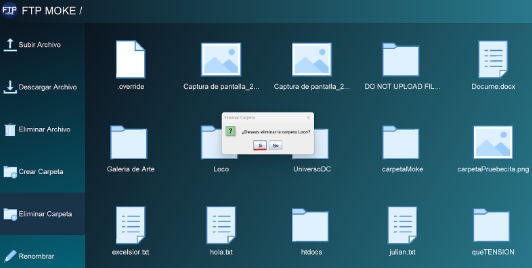 FTP FTP MOKE /
Subir Archivo
Descargar Archivo
Eliminar Archivo
Crear Carpeta
Eliminar Carpeta
Renombrar
.override
Captura de pantalla_2...
Captura de pantalla_2...
DO NOT UPLOAD FIL...
Docume.docx
Eliminar Carpeta
?
¿Deseas eliminar la carpeta Loco?
Sí
No
Galeria de Arte
Loco
UniversoDC
carpetaMoke
carpetaPruebecita.png
excelsior.txt
hola.txt
htdocs
julian.txt
queTENSION